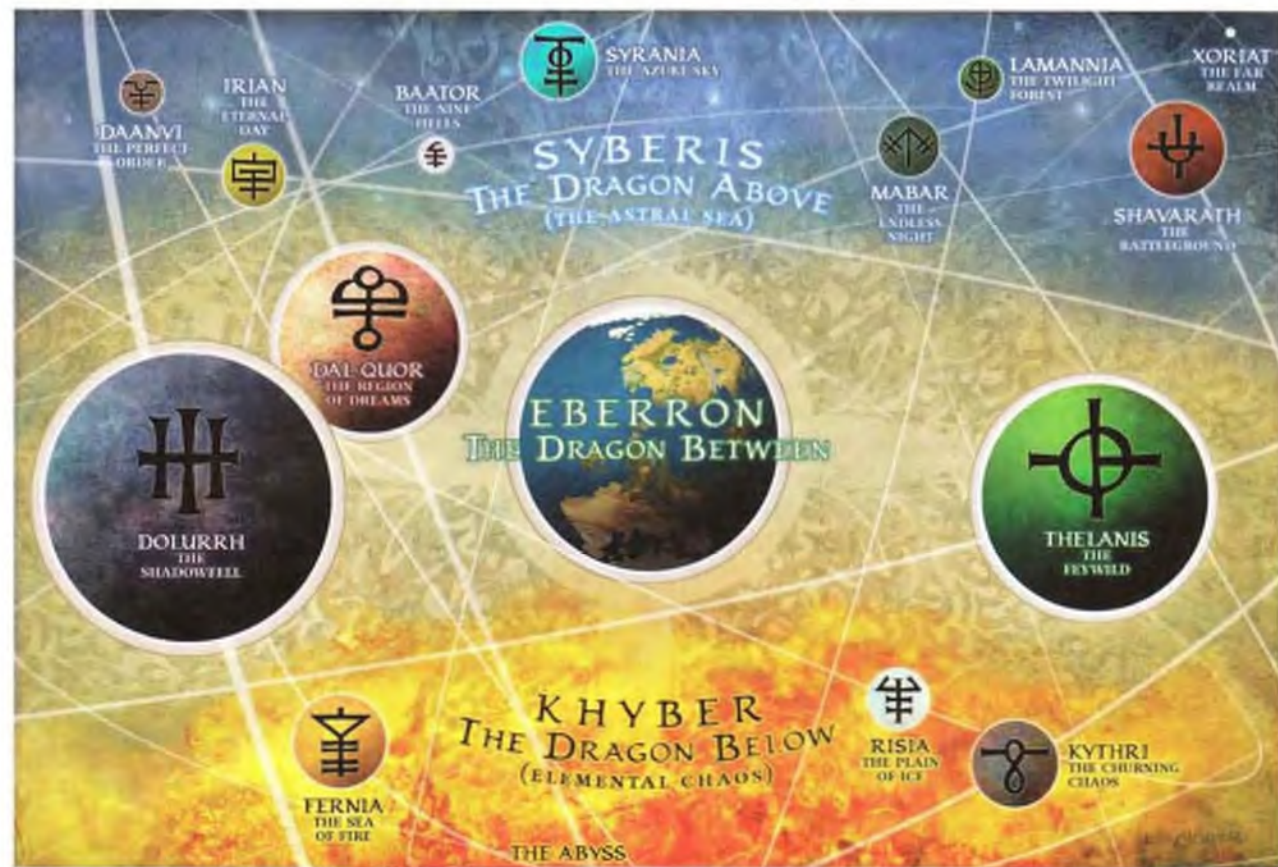 SYRANIA
THE AZURE SKY
LAMANNIA
THE TWILIGHT
FOREST
XORIAT
THE FAR
REALM
DAANVI
THE PERFECT
ORDER
IRIAN
THE
ETERNAL
DAY
BAATOR
THE NINE
HELLS
SYBERIS
THE DRAGON ABOVE
(THE ASTRAL SEA)
MABAR
THE
ENDLESS
NIGHT
SHAVARATH
THE
BATTLEGROUND
DAL QUOR
THE REGION
OF DREAMS
EBERRON
THE DRAGON BETWEEN
DOLURRH
THE
SHADOWFELL
THELANIS
THE
FEYWILD
KHYBER
THE DRAGON BELOW
(ELEMENTAL CHAOS)
FERNIA
THE SEA
OF FIRE
RISIA
THE PLAIN
OF ICE
KYTHRI
THE CHURNING
CHAOS
THE ABYSS